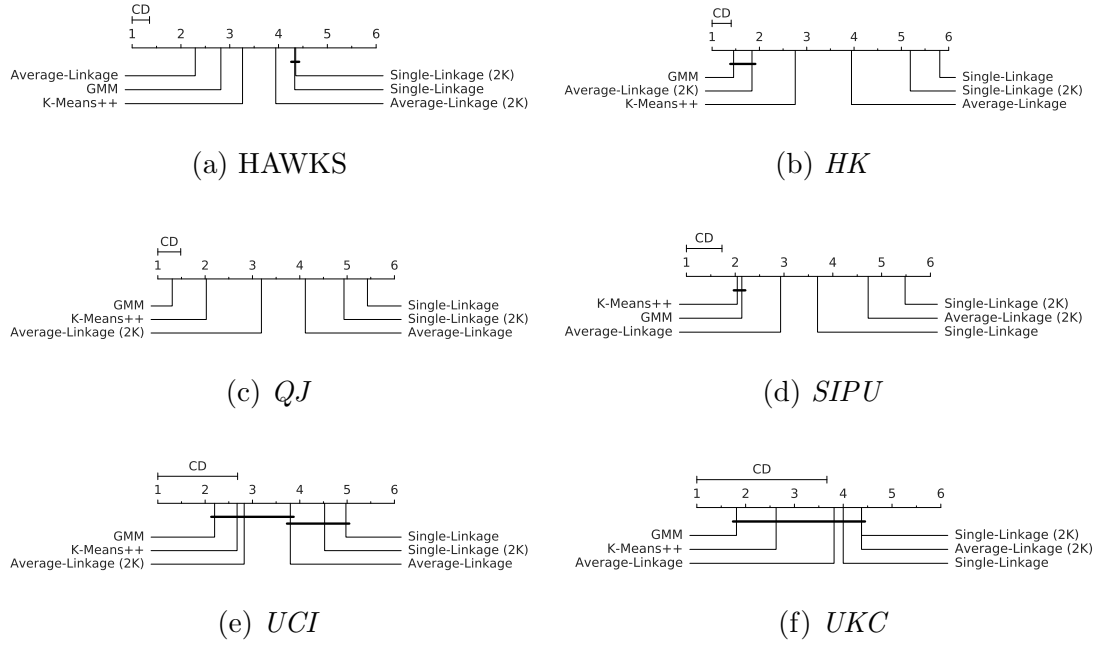 CD
1 2 3 4 5 6
Average-Linkage Single-Linkage (2K)
GMM Single-Linkage
K-Means++ Average-Linkage (2K)
(a) HAWKS
CD
1 2 3 4 5 6
GMM Single-Linkage
Average-Linkage (2K) Single-Linkage (2K)
K-Means++ Average-Linkage
(b) HK
CD
1 2 3 4 5 6
GMM Single-Linkage
K-Means++ Single-Linkage (2K)
Average-Linkage (2K) Average-Linkage
(c) QJ
CD
1 2 3 4 5 6
K-Means++ Single-Linkage (2K)
GMM Average-Linkage (2K)
Average-Linkage Single-Linkage
(d) SIPU
CD
1 2 3 4 5 6
GMM Single-Linkage
K-Means++ Single-Linkage (2K)
Average-Linkage (2K) Average-Linkage
(e) UCI
CD
1 2 3 4 5 6
GMM Single-Linkage (2K)
K-Means++ Average-Linkage (2K)
Average-Linkage Single-Linkage
(f) UKC